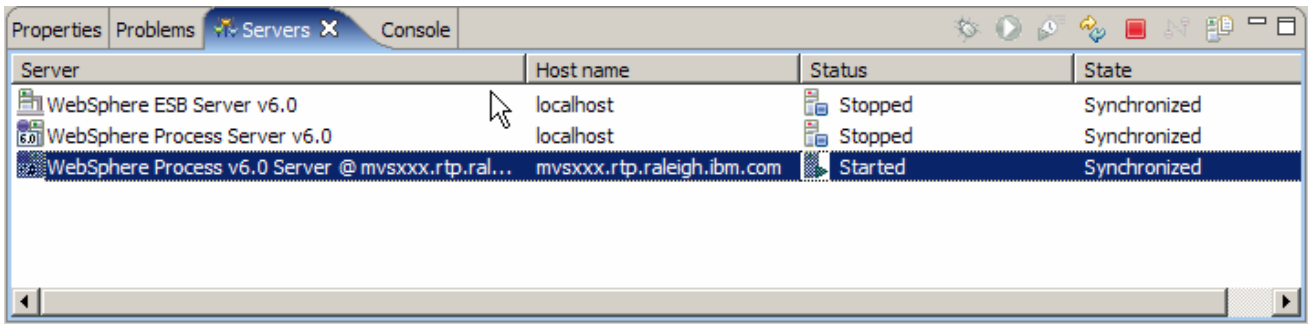 Properties Problems Servers Console
Server Host name Status State
WebSphere ESB Server v6.0 localhost Stopped Synchronized
6.0 WebSphere Process Server v6.0 localhost Stopped Synchronized
WebSphere Process v6.0 Server @ mvsxxx.rtp.ral... mvsxxx.rtp.raleigh.ibm.com Started Synchronized